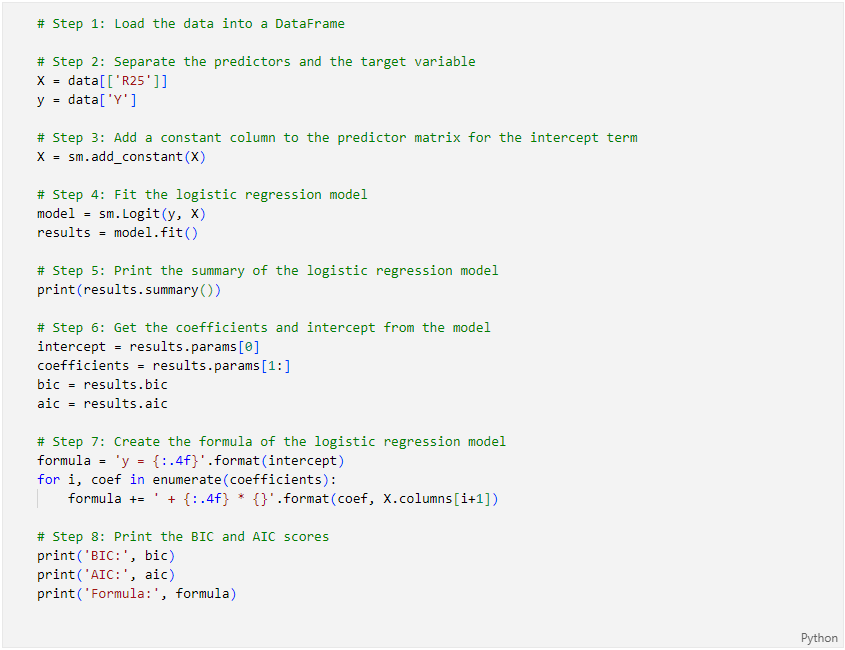 # Step 1: Load the data into a DataFrame
# Step 2: Separate the predictors and the target variable
X = data[['R25']]
y = data['Y']
# Step 3: Add a constant column to the predictor matrix for the intercept term
X = sm.add_constant(X)
# Step 4: Fit the logistic regression model
model = sm.Logit(y, X)
results = model.fit()
# Step 5: Print the summary of the logistic regression model
print(results.summary())
# Step 6: Get the coefficients and intercept from the model
intercept = results.params[0]
coefficients = results.params[1:]
bic = results.bic
aic = results.aic
# Step 7: Create the formula of the logistic regression model
formula = 'y = {:.4f}'.format(intercept)
for i, coef in enumerate(coefficients):
    formula += ' + {:.4f} * {}'.format(coef, X.columns[i+1])
# Step 8: Print the BIC and AIC scores
print('BIC:', bic)
print('AIC:', aic)
print('Formula:', formula)
Python